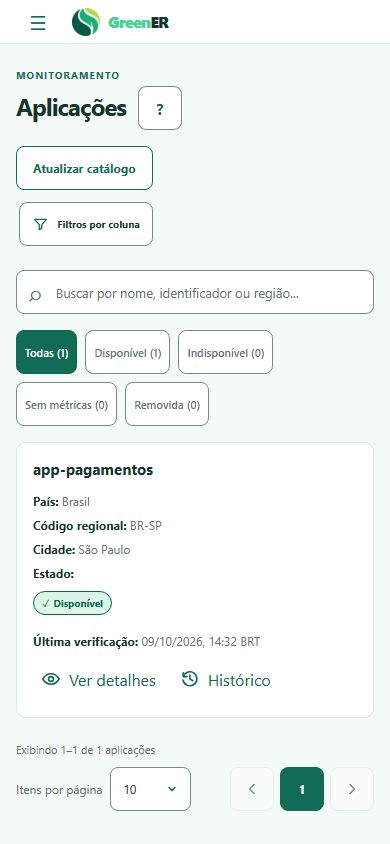 GreenER
MONITORAMENTO
Aplicações
?
Atualizar catálogo
Filtros por coluna
Buscar por nome, identificador ou região...
Todas (1)
Disponível (1)
Indisponível (0)
Sem métricas (0)
Removida (0)
app-pagamentos
País: Brasil
Código regional: BR-SP
Cidade: São Paulo
Estado:
✓ Disponível
Última verificação: 09/10/2026, 14:32 BRT
Ver detalhes
Histórico
Exibindo 1–1 de 1 aplicações
Itens por página
10
1